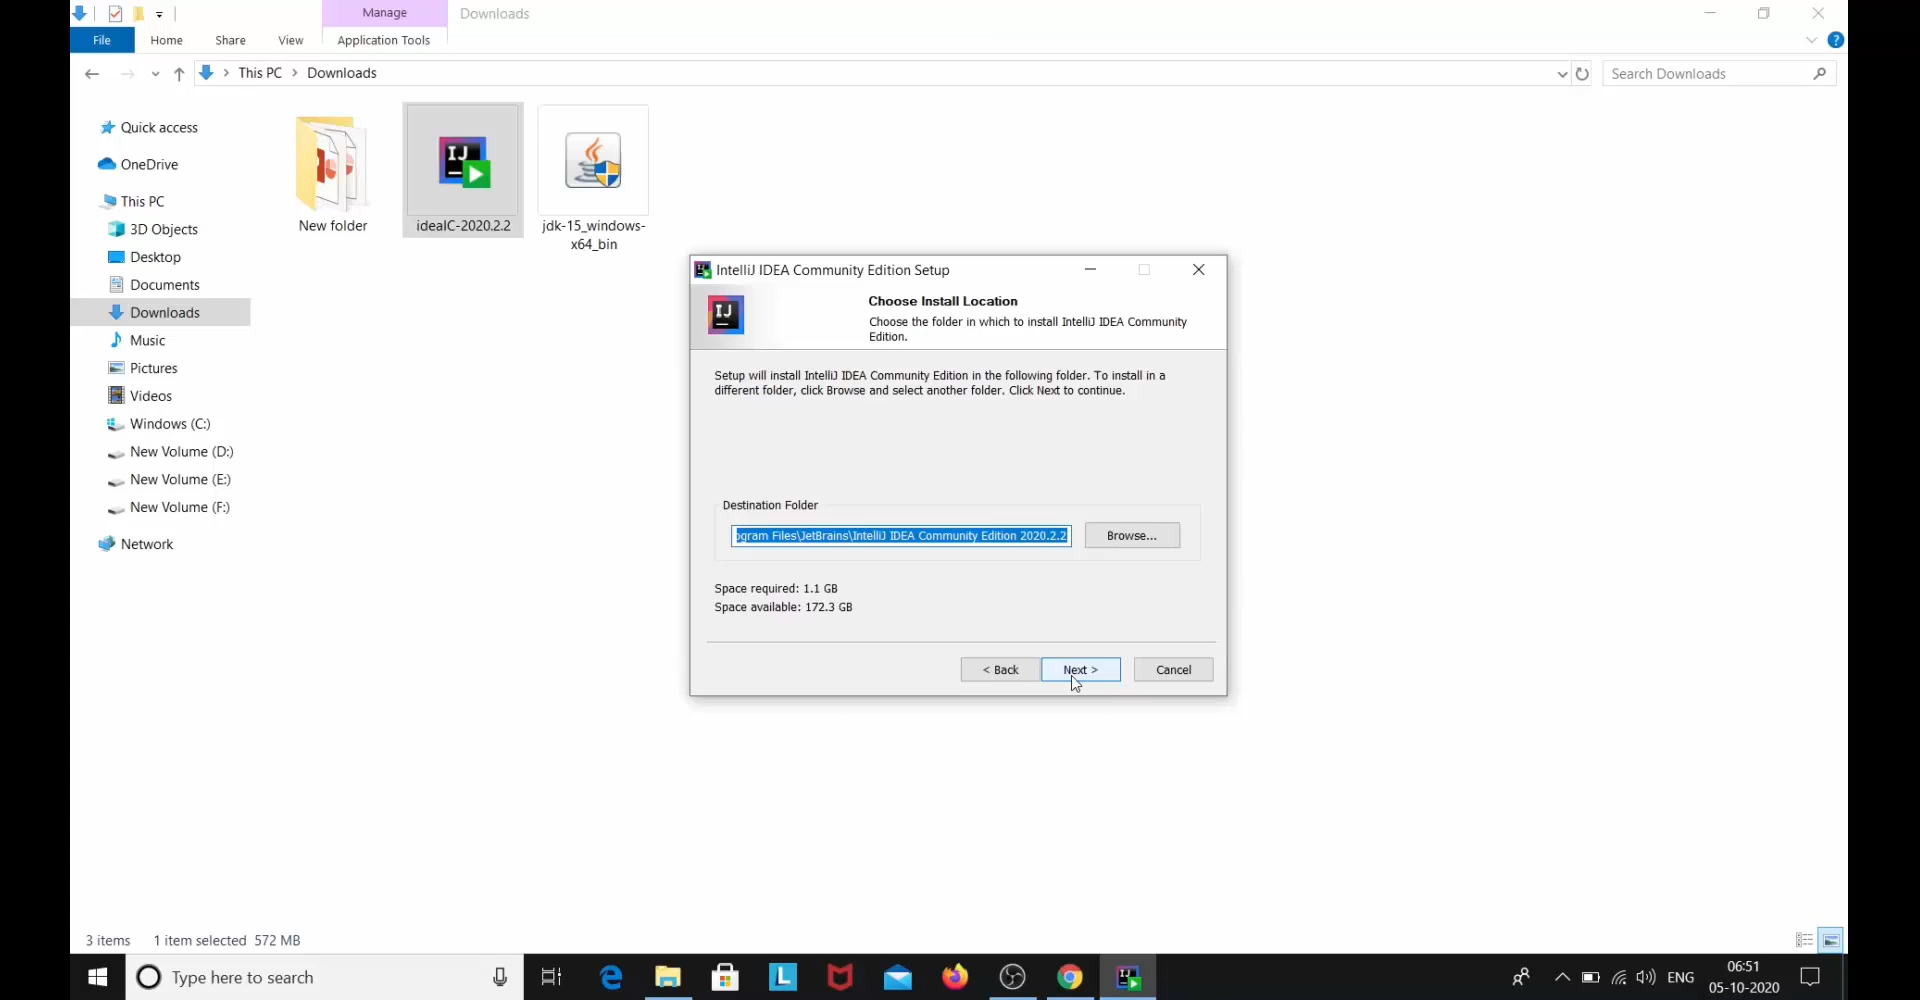 Manage
Downloads
File
Home
Share
View
Application Tools
This PC
Downloads
Search Downloads
Quick access
OneDrive
This PC
3D Objects
Desktop
Documents
Downloads
Music
Pictures
Videos
Windows (C:)
New Volume (D:)
New Volume (E:)
New Volume (F:)
Network
New folder
ideaIC-2020.2.2
jdk-15_windows-
x64_bin
IntelliJ IDEA Community Edition Setup
IJ
Choose Install Location
Choose the folder in which to install IntelliJ IDEA Community
Edition.
Setup will install IntelliJ IDEA Community Edition in the following folder. To install in a
different folder, click Browse and select another folder. Click Next to continue.
Destination Folder
ogram Files\JetBrains\IntelliJ IDEA Community Edition 2020.2.2
Browse...
Space required: 1.1 GB
Space available: 172.3 GB
< Back
Next >
Cancel
3 items
1 item selected 572 MB
Type here to search
ENG
06:51
05-10-2020